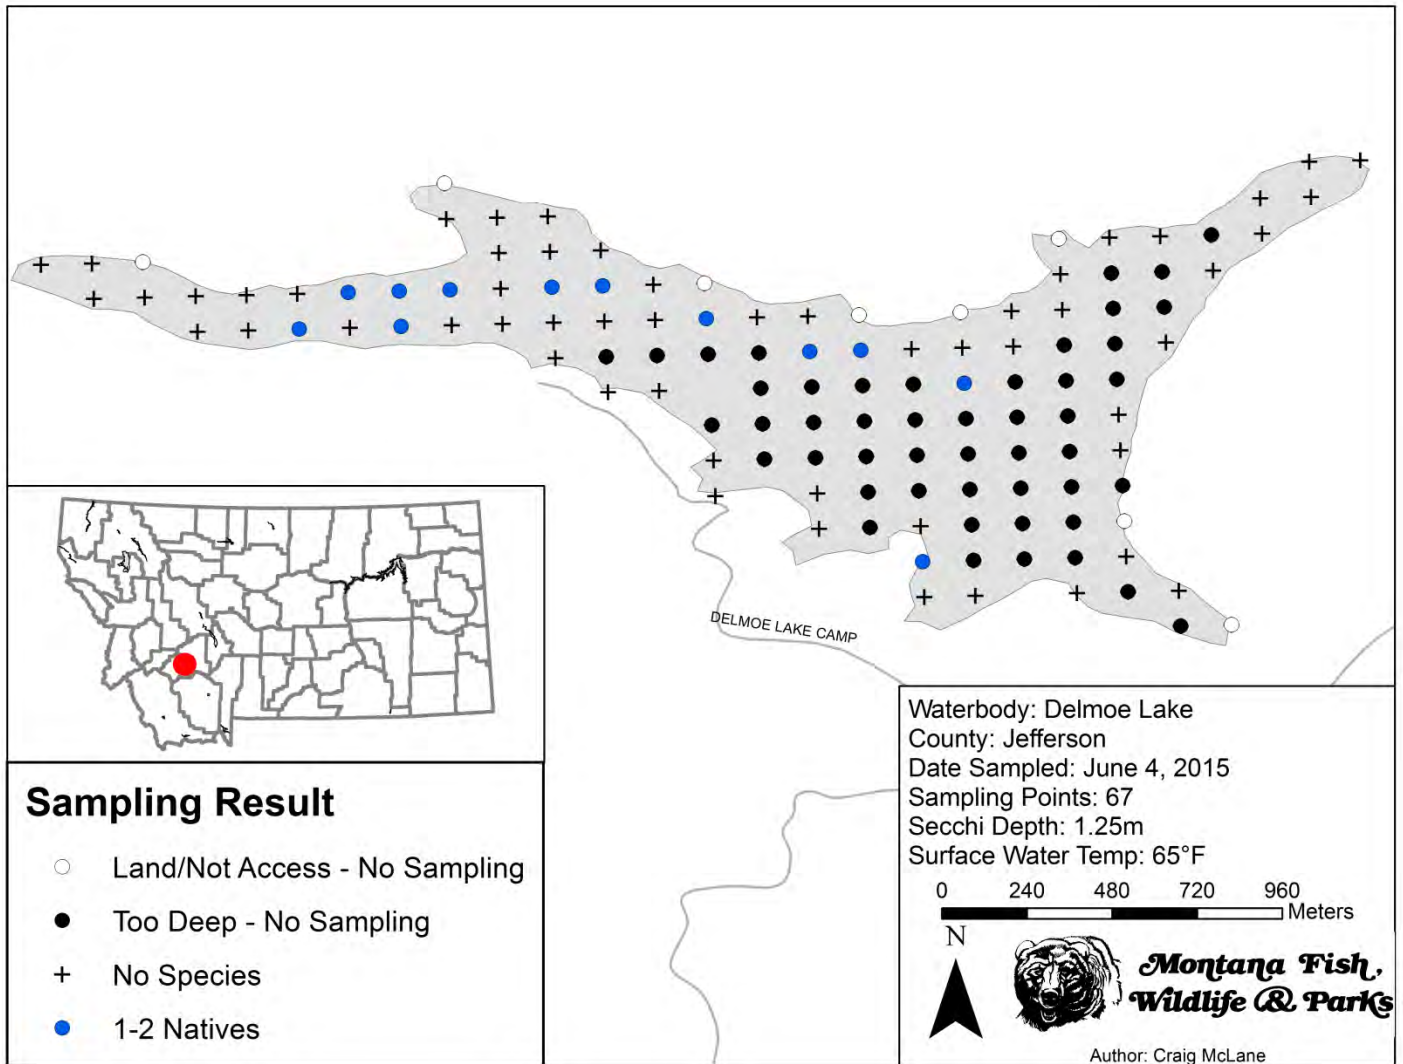 DELMOE LAKE CAMP
Sampling Result
Land/Not Access - No Sampling
Too Deep - No Sampling
No Species
1-2 Natives
Waterbody: Delmoe Lake
County: Jefferson
Date Sampled: June 4, 2015
Sampling Points: 67
Secchi Depth: 1.25m
Surface Water Temp: 65°F
0 240 480 720 960
Meters
N
Montana Fish,
Wildlife & Parks
Author: Craig McLane